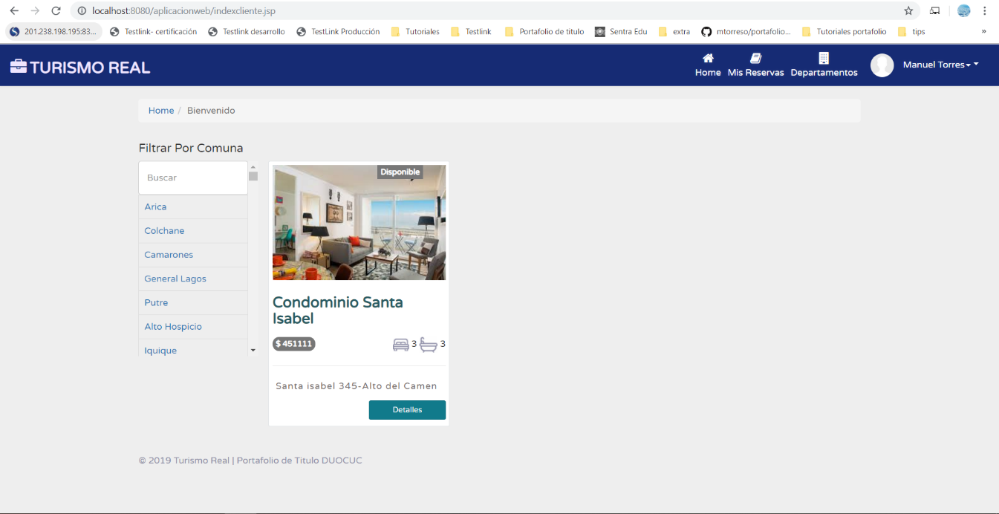 localhost:8080/aplicacionweb/indexcliente.jsp
201.238.198.195:83... Testlink- certificación Testlink desarrollo TestLink Producción Tutoriales Testlink Portafolio de titulo Sentra Edu extra mtorreso/portafolio... Tutoriales portafolio tips »
TURISMO REAL
Home Mis Reservas Departamentos Manuel Torres
Home / Bienvenido
Filtrar Por Comuna
Buscar
Arica
Colchane
Camarones
General Lagos
Putre
Alto Hospicio
Iquique
Disponible
Condominio Santa
Isabel
$ 451111 3 3
Santa isabel 345-Alto del Camen
Detalles
© 2019 Turismo Real | Portafolio de Titulo DUOCUC